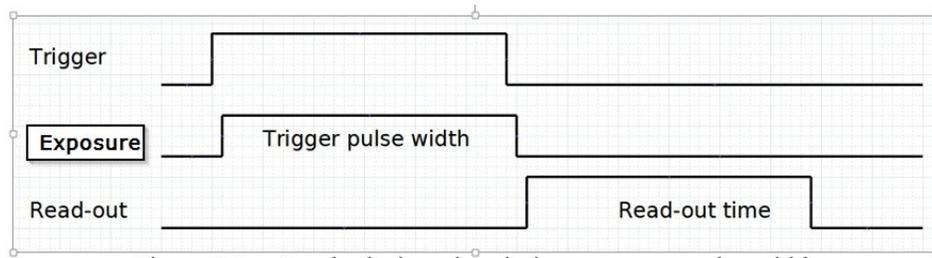 Trigger
Exposure
Trigger pulse width
Read-out
Read-out time